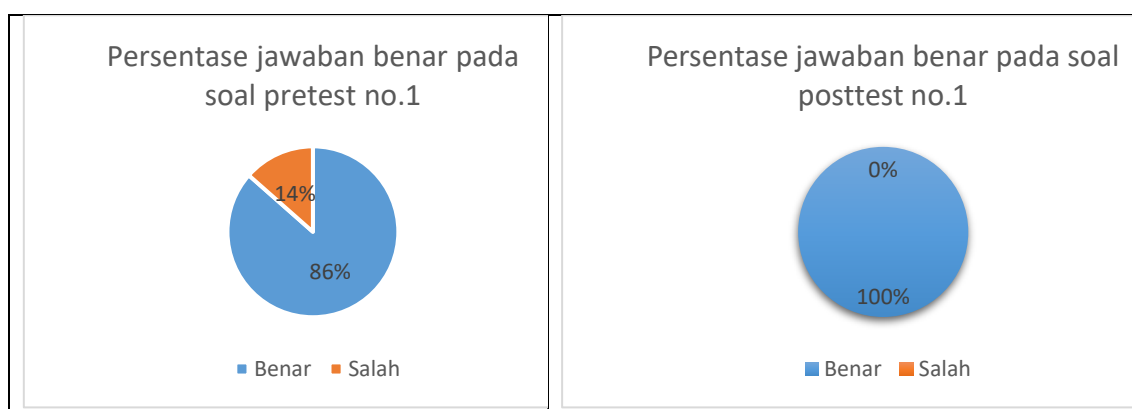 Persentase jawaban benar pada
soal pretest no.1
14%
86%
Benar Salah
Persentase jawaban benar pada soal
posttest no.1
0%
100%
Benar Salah